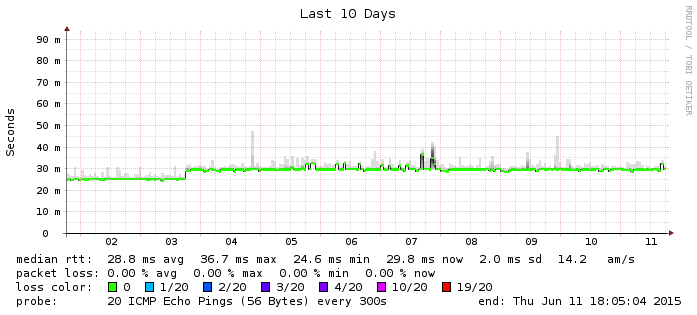 Last 10 Days
RRDTOOL / TOBI OETIKER
Seconds
90 m
80 m
70 m
60 m
50 m
40 m
30 m
20 m
10 m
0
02 03 04 05 06 07 08 09 10 11
median rtt: 28.8 ms avg 36.7 ms max 24.6 ms min 29.8 ms now 2.0 ms sd 14.2 am/s
packet loss: 0.00 % avg 0.00 % max 0.00 % min 0.00 % now
loss color: 0 1/20 2/20 3/20 4/20 10/20 19/20
probe: 20 ICMP Echo Pings (56 Bytes) every 300s end: Thu Jun 11 18:05:04 2015